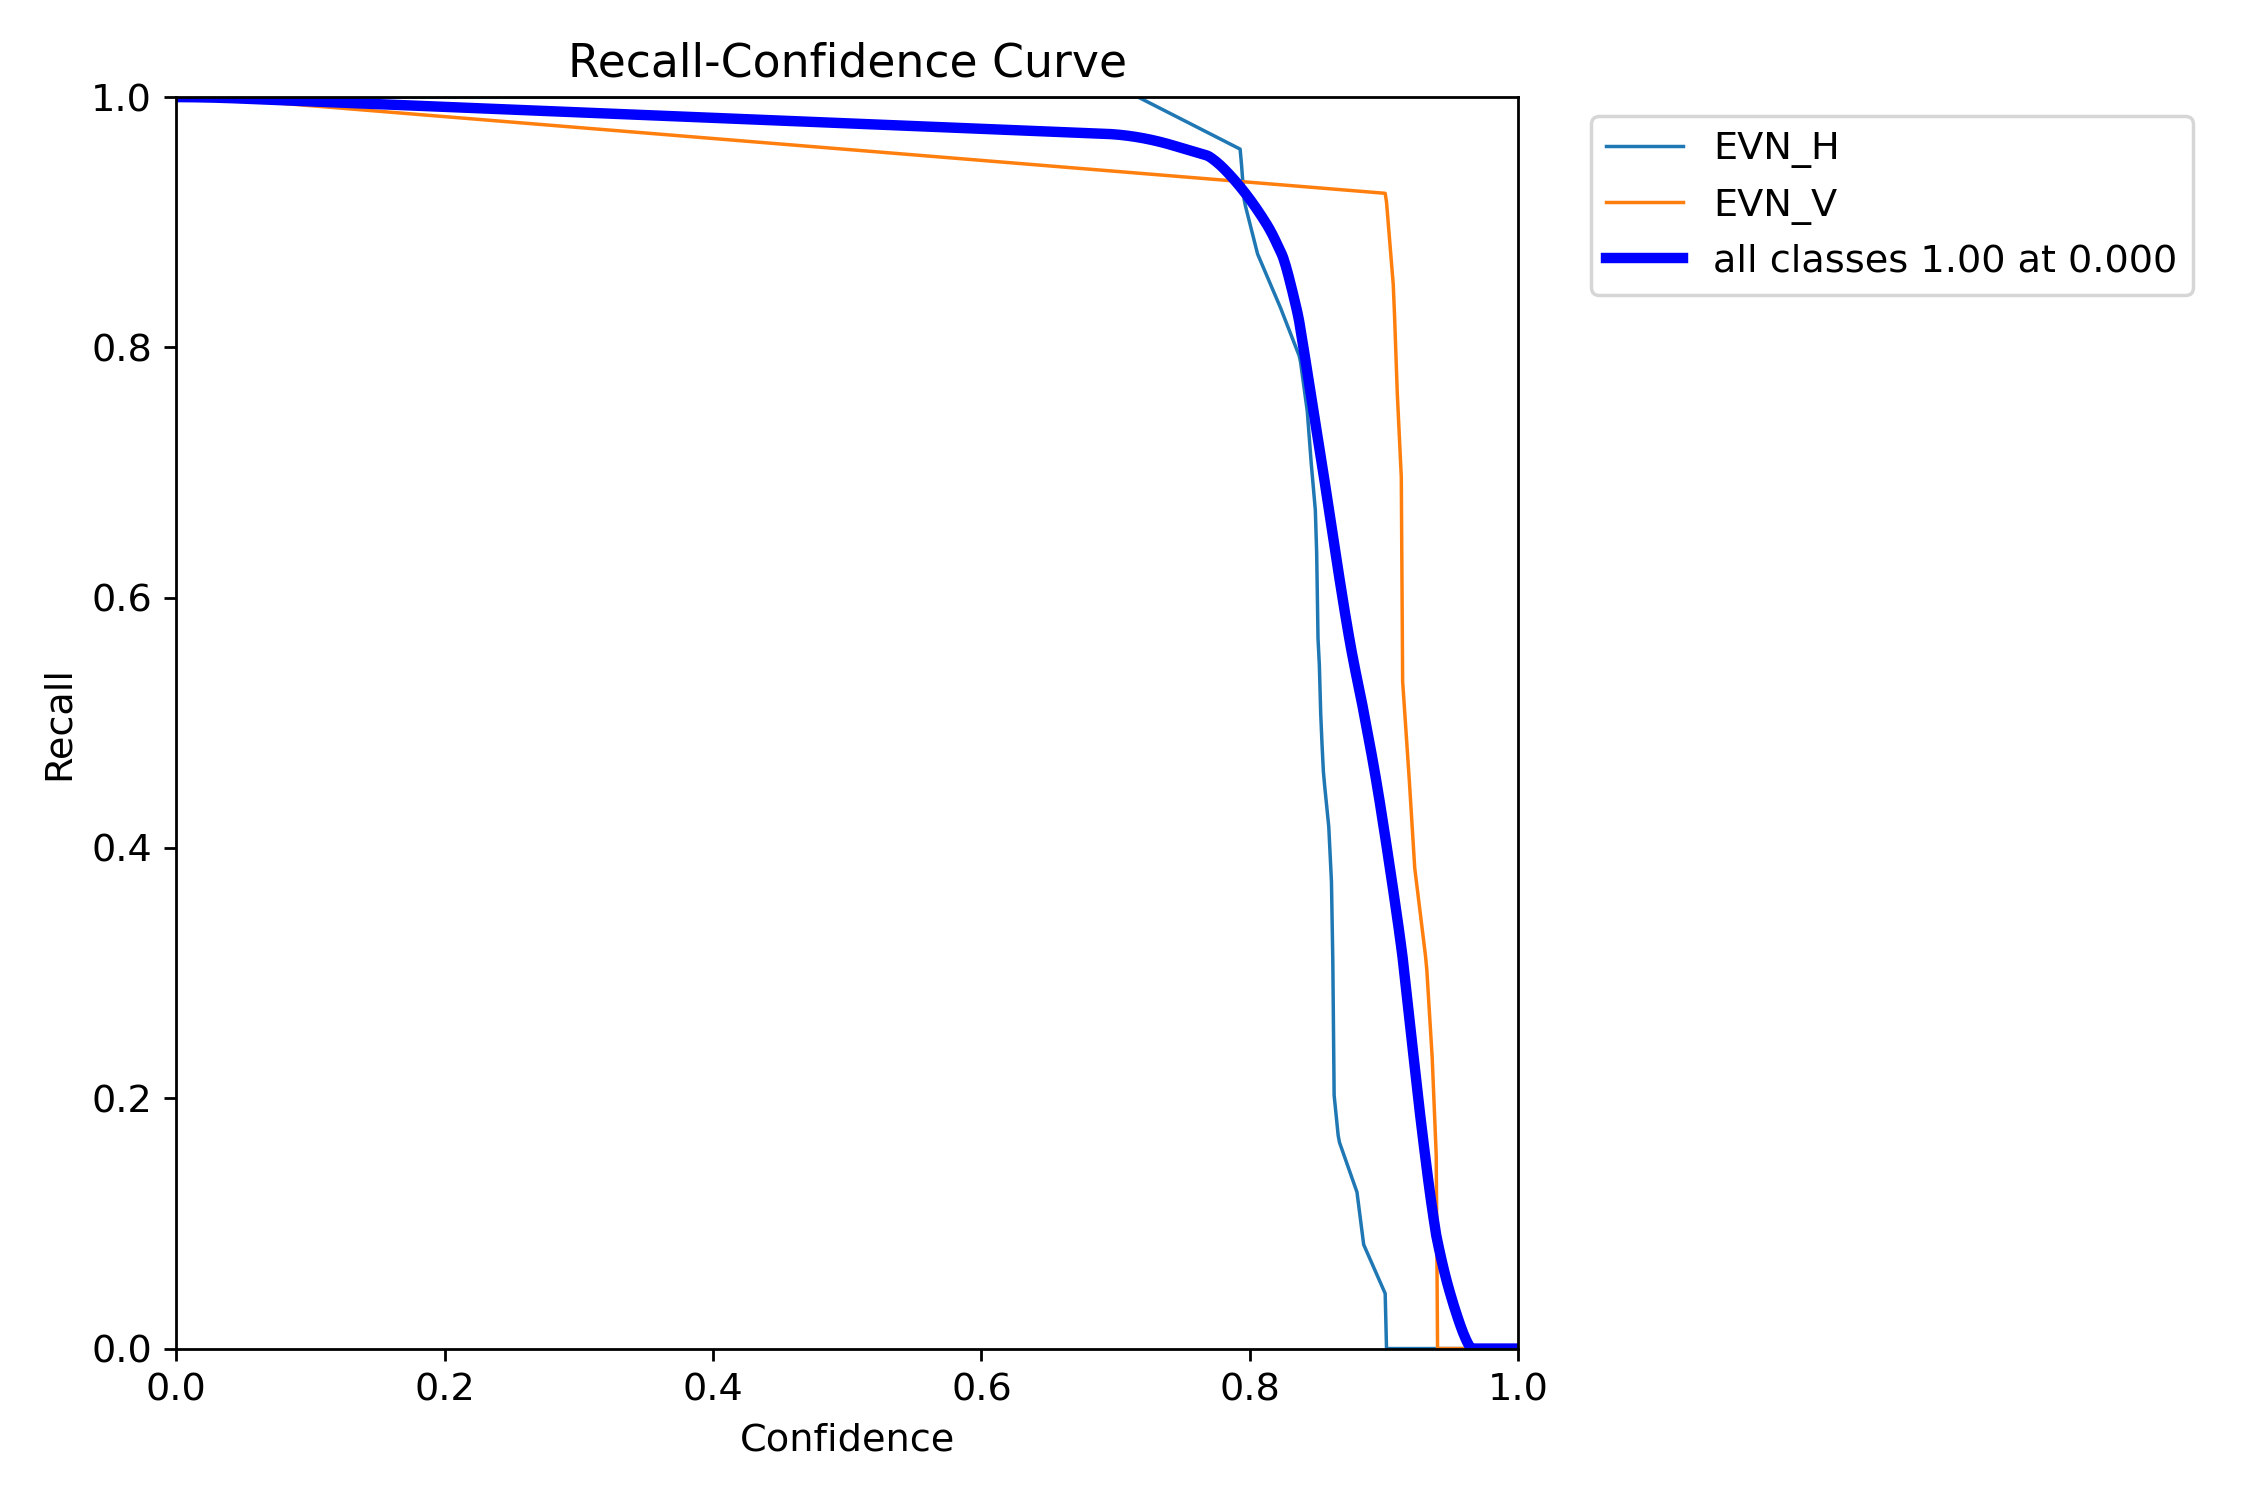 Recall-Confidence Curve
1.0
0.8
0.6
0.4
0.2
0.0
Recall
0.0 0.2 0.4 0.6 0.8 1.0
Confidence
EVN_H
EVN_V
all classes 1.00 at 0.000